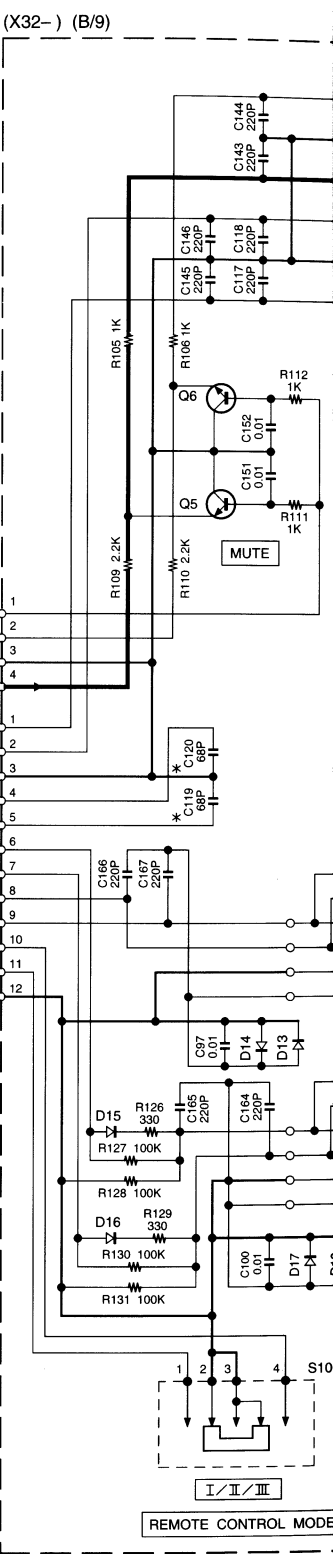 (X32- ) (B/9)
C144
220P
C143
220P
C146
220P
C118
220P
C145
220P
C117
220P
R105 1K
R106 1K
R112
1K
Q6
C152
0.01
C151
0.01
Q5
R111
1K
R109 2.2K
R110 2.2K
MUTE
1
2
3
4
1
2
3
4
5
6
7
8
9
10
11
12
* C120
68P
* C119
68P
C166
220P
C167
220P
C97
0.01
D14
D13
C165
220P
C164
220P
D15
R126
330
R127 100K
R128 100K
D16
R129
330
R130 100K
R131 100K
C100
0.01
D17
1
2
3
4
S10
I/II/III
REMOTE CONTROL MODE